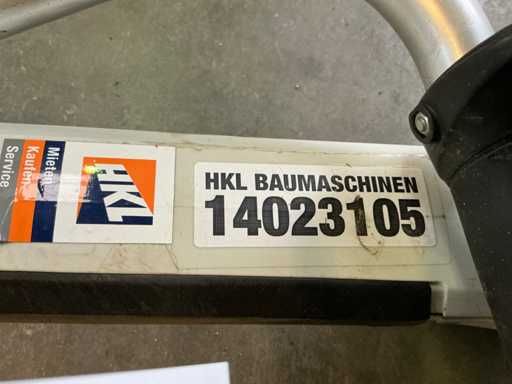 Mieten
Kaufen
Service
HKL
HKL BAUMASCHINEN
14023105